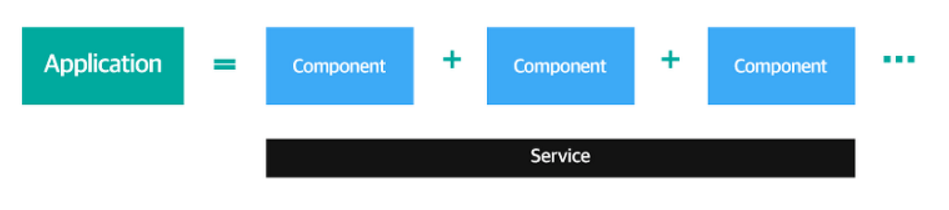 Application = Component + Component + Component ...
Service